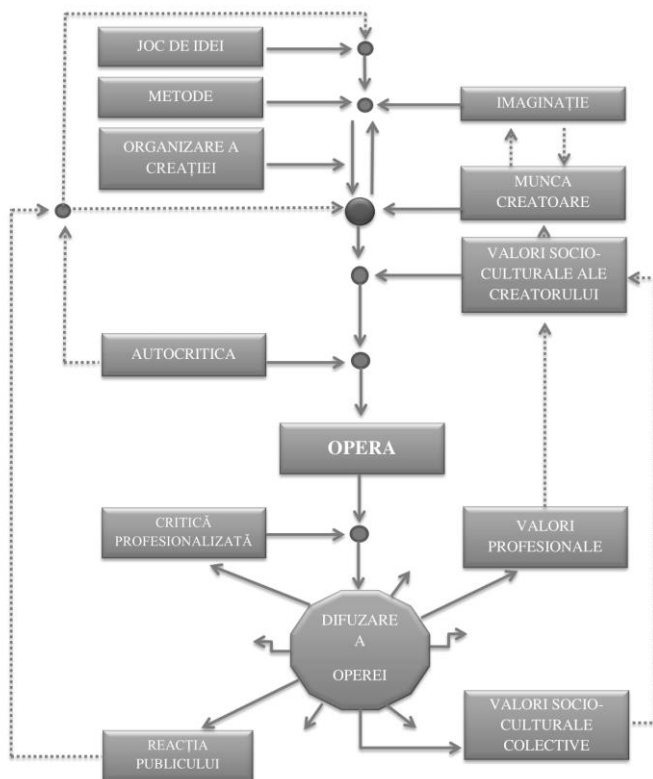 JOC DE IDEI
METODE
IMAGINAȚIE
ORGANIZARE A
CREAȚIEI
MUNCA
CREATOARE
VALORI SOCIO-
CULTURALE ALE
CREATORULUI
AUTOCRITICA
OPERA
CRITICĂ
PROFESIONALIZATĂ
VALORI
PROFESIONALE
DIFUZARE A
OPEREI
VALORI SOCIO-
CULTURALE
COLECTIVE
REACȚIA
PUBLICULUI